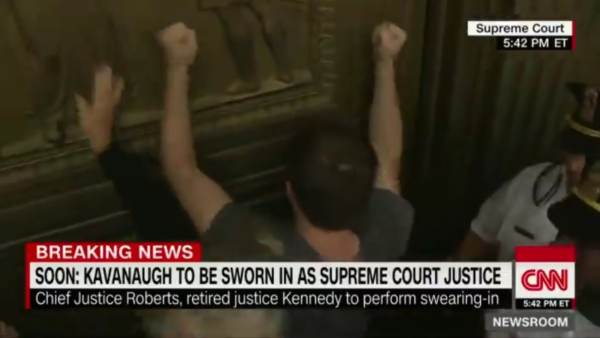 Supreme Court
5:42 PM ET
BREAKING NEWS
SOON: KAVANAUGH TO BE SWORN IN AS SUPREME COURT JUSTICE
Chief Justice Roberts, retired justice Kennedy to perform swearing-in
CNN
5:42 PM ET
NEWSROOM